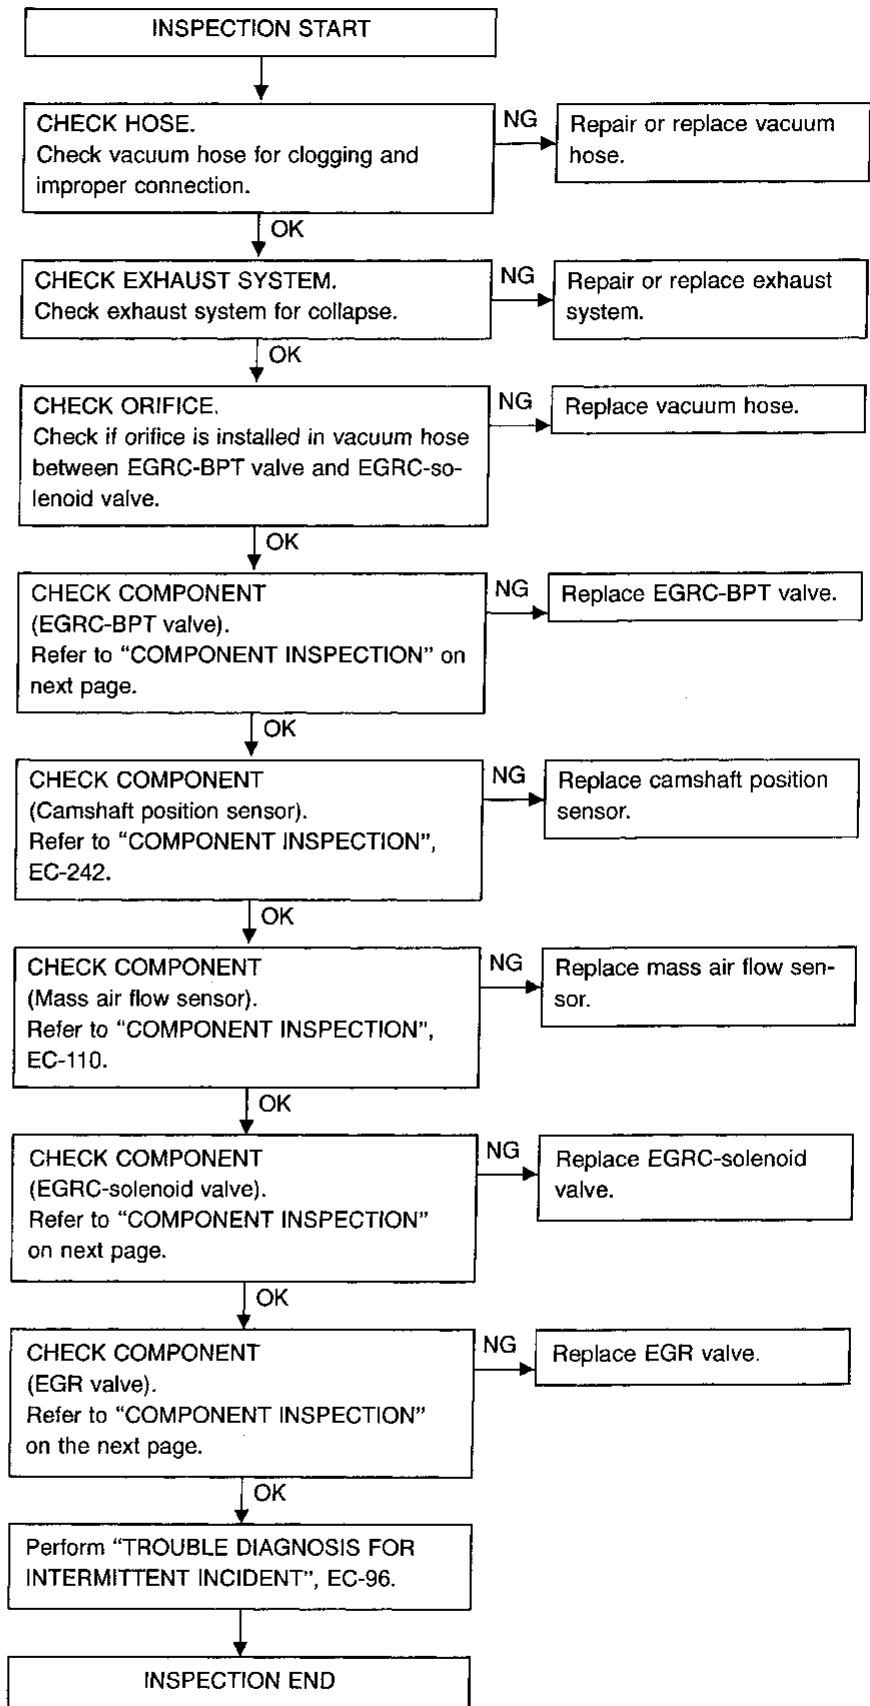 INSPECTION START
CHECK HOSE.
Check vacuum hose for clogging and
improper connection.
NG
Repair or replace vacuum
hose.
OK
CHECK EXHAUST SYSTEM.
Check exhaust system for collapse.
NG
Repair or replace exhaust
system.
OK
CHECK ORIFICE.
Check if orifice is installed in vacuum hose
between EGRC-BPT valve and EGRC-so-
lenoid valve.
NG
Replace vacuum hose.
OK
CHECK COMPONENT
(EGRC-BPT valve).
Refer to “COMPONENT INSPECTION” on
next page.
NG
Replace EGRC-BPT valve.
OK
CHECK COMPONENT
(Camshaft position sensor).
Refer to “COMPONENT INSPECTION”,
EC-242.
NG
Replace camshaft position
sensor.
OK
CHECK COMPONENT
(Mass air flow sensor).
Refer to “COMPONENT INSPECTION”,
EC-110.
NG
Replace mass air flow sen-
sor.
OK
CHECK COMPONENT
(EGRC-solenoid valve).
Refer to “COMPONENT INSPECTION”
on next page.
NG
Replace EGRC-solenoid
valve.
OK
CHECK COMPONENT
(EGR valve).
Refer to “COMPONENT INSPECTION”
on the next page.
NG
Replace EGR valve.
OK
Perform “TROUBLE DIAGNOSIS FOR
INTERMITTENT INCIDENT”, EC-96.
INSPECTION END